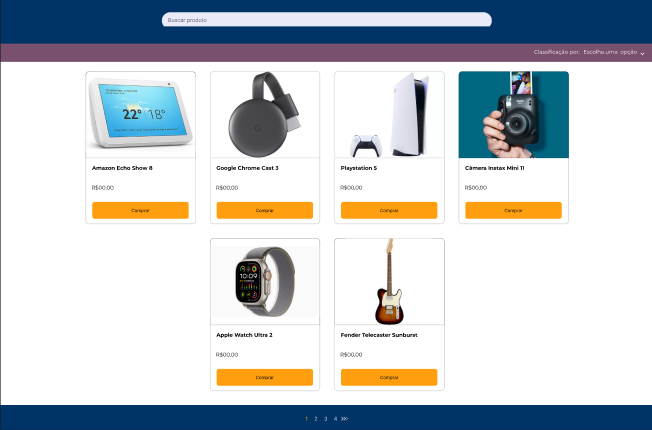 Buscar produto
Classificação por: Escolha uma opção
Amazon Echo Show 8
Google Chrome Cast 3
Playstation 5
Câmera Instax Mini 11
R$00,00
R$00,00
R$00,00
R$00,00
Comprar
Comprar
Comprar
Comprar
22° 18°
10:09
Apple Watch Ultra 2
Fender Telecaster Sunburst
R$00,00
R$00,00
Comprar
Comprar
1 2 3 4 >>>